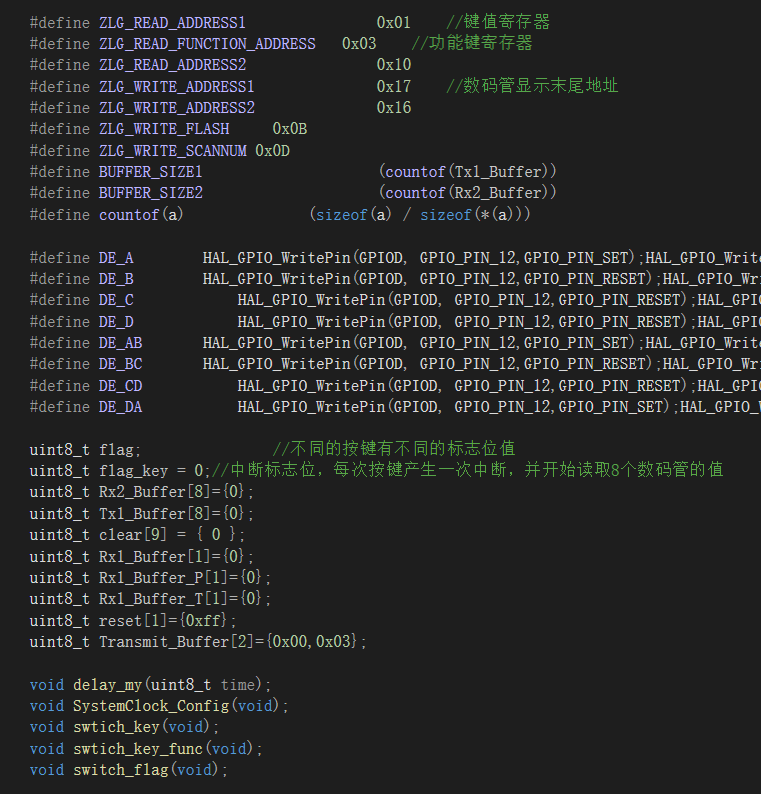 #define ZLG_READ_ADDRESS1 0x01 //键值寄存器
#define ZLG_READ_FUNCTION_ADDRESS 0x03 //功能键寄存器
#define ZLG_READ_ADDRESS2 0x10
#define ZLG_WRITE_ADDRESS1 0x17 //数码管显示末尾地址
#define ZLG_WRITE_ADDRESS2 0x16
#define ZLG_WRITE_FLASH 0x0B
#define ZLG_WRITE_SCANNUM 0x0D
#define BUFFER_SIZE1 (countof(Tx1_Buffer))
#define BUFFER_SIZE2 (countof(Rx2_Buffer))
#define countof(a) (sizeof(a) / sizeof(*(a)))
#define DE_A HAL_GPIO_WritePin(GPIOD, GPIO_PIN_12,GPIO_PIN_SET);HAL_GPIO_Write
#define DE_B HAL_GPIO_WritePin(GPIOD, GPIO_PIN_12,GPIO_PIN_RESET);HAL_GPIO_Wri
#define DE_C HAL_GPIO_WritePin(GPIOD, GPIO_PIN_12,GPIO_PIN_RESET);HAL_GPIO
#define DE_D HAL_GPIO_WritePin(GPIOD, GPIO_PIN_12,GPIO_PIN_RESET);HAL_GPIO
#define DE_AB HAL_GPIO_WritePin(GPIOD, GPIO_PIN_12,GPIO_PIN_SET);HAL_GPIO_Write
#define DE_BC HAL_GPIO_WritePin(GPIOD, GPIO_PIN_12,GPIO_PIN_RESET);HAL_GPIO_Wri
#define DE_CD HAL_GPIO_WritePin(GPIOD, GPIO_PIN_12,GPIO_PIN_RESET);HAL_GPIO
#define DE_DA HAL_GPIO_WritePin(GPIOD, GPIO_PIN_12,GPIO_PIN_SET);HAL_GPIO_W
uint8_t flag; //不同的按键有不同的标志位值
uint8_t flag_key = 0;//中断标志位，每次按键产生一次中断，并开始读取8个数码管的值
uint8_t Rx2_Buffer[8]={0};
uint8_t Tx1_Buffer[8]={0};
uint8_t clear[9] = { 0 };
uint8_t Rx1_Buffer[1]={0};
uint8_t Rx1_Buffer_P[1]={0};
uint8_t Rx1_Buffer_T[1]={0};
uint8_t reset[1]={0xff};
uint8_t Transmit_Buffer[2]={0x00,0x03};
void delay_my(uint8_t time);
void SystemClock_Config(void);
void swtich_key(void);
void swtich_key_func(void);
void switch_flag(void);